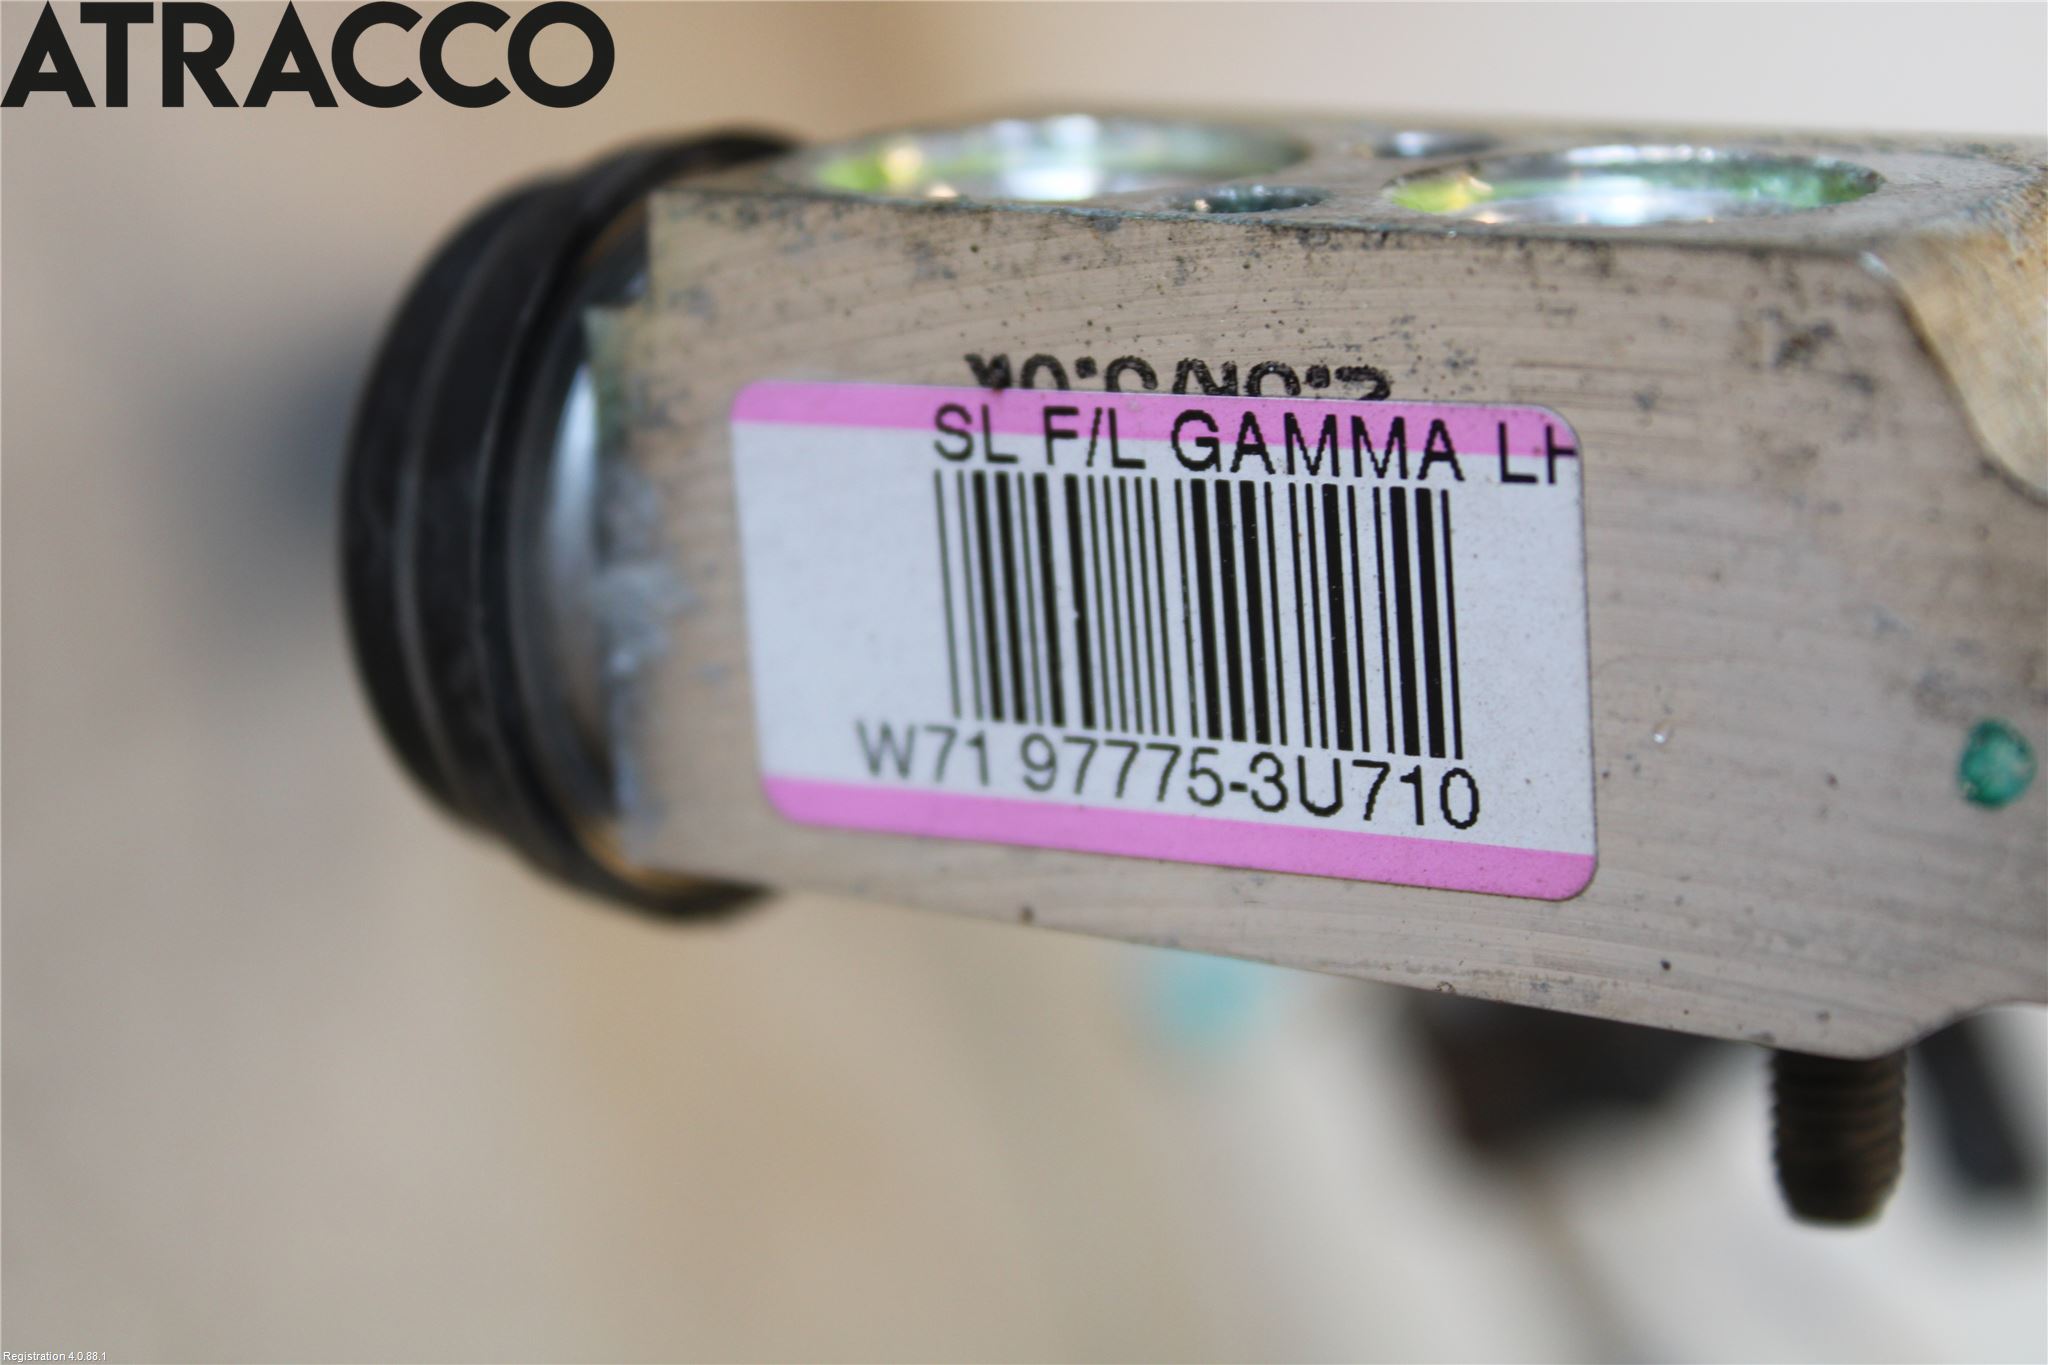 ATRACCO
SL F/L GAMMA LH
W71 97775-3U710
Registration 4.0.88.1